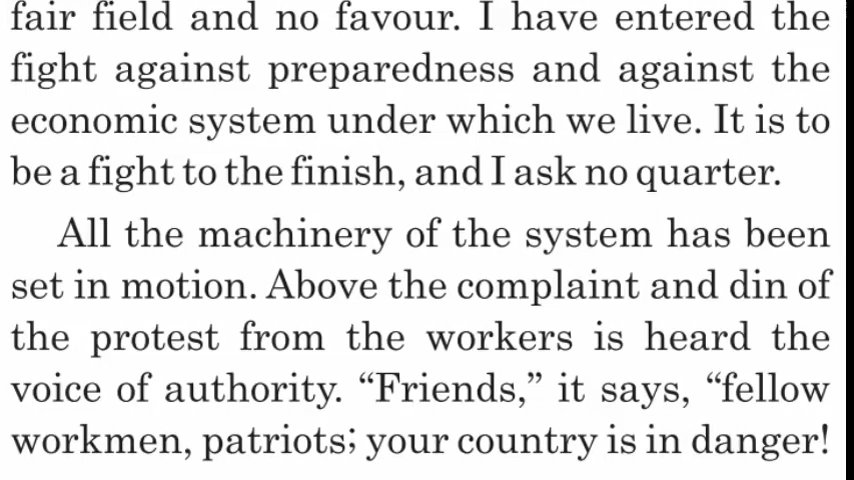 fair field and no favour. I have entered the
fight against preparedness and against the
economic system under which we live. It is to
be a fight to the finish, and I ask no quarter.
All the machinery of the system has been
set in motion. Above the complaint and din of
the protest from the workers is heard the
voice of authority. “Friends,” it says, “fellow
workmen, patriots; your country is in danger!